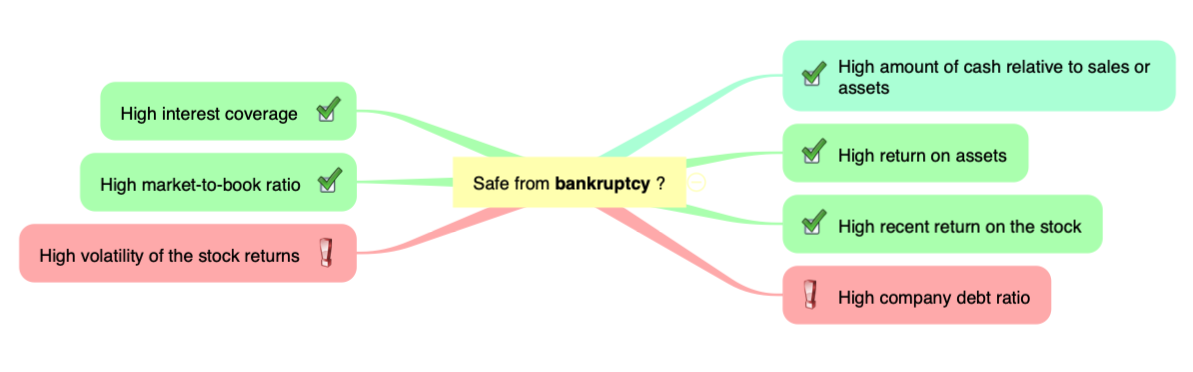 High interest coverage
High market-to-book ratio
High volatility of the stock returns
Safe from bankruptcy ?
High amount of cash relative to sales or
assets
High return on assets
High recent return on the stock
High company debt ratio